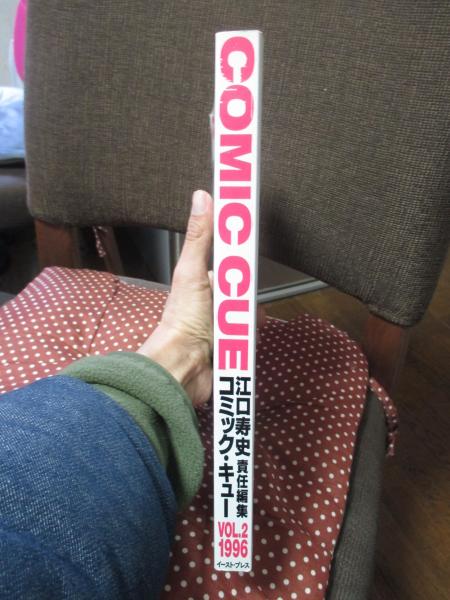 COMIC CUE
江口寿史 責任編集
コミック・キュー
VOL.2
1996
イースト・プレス